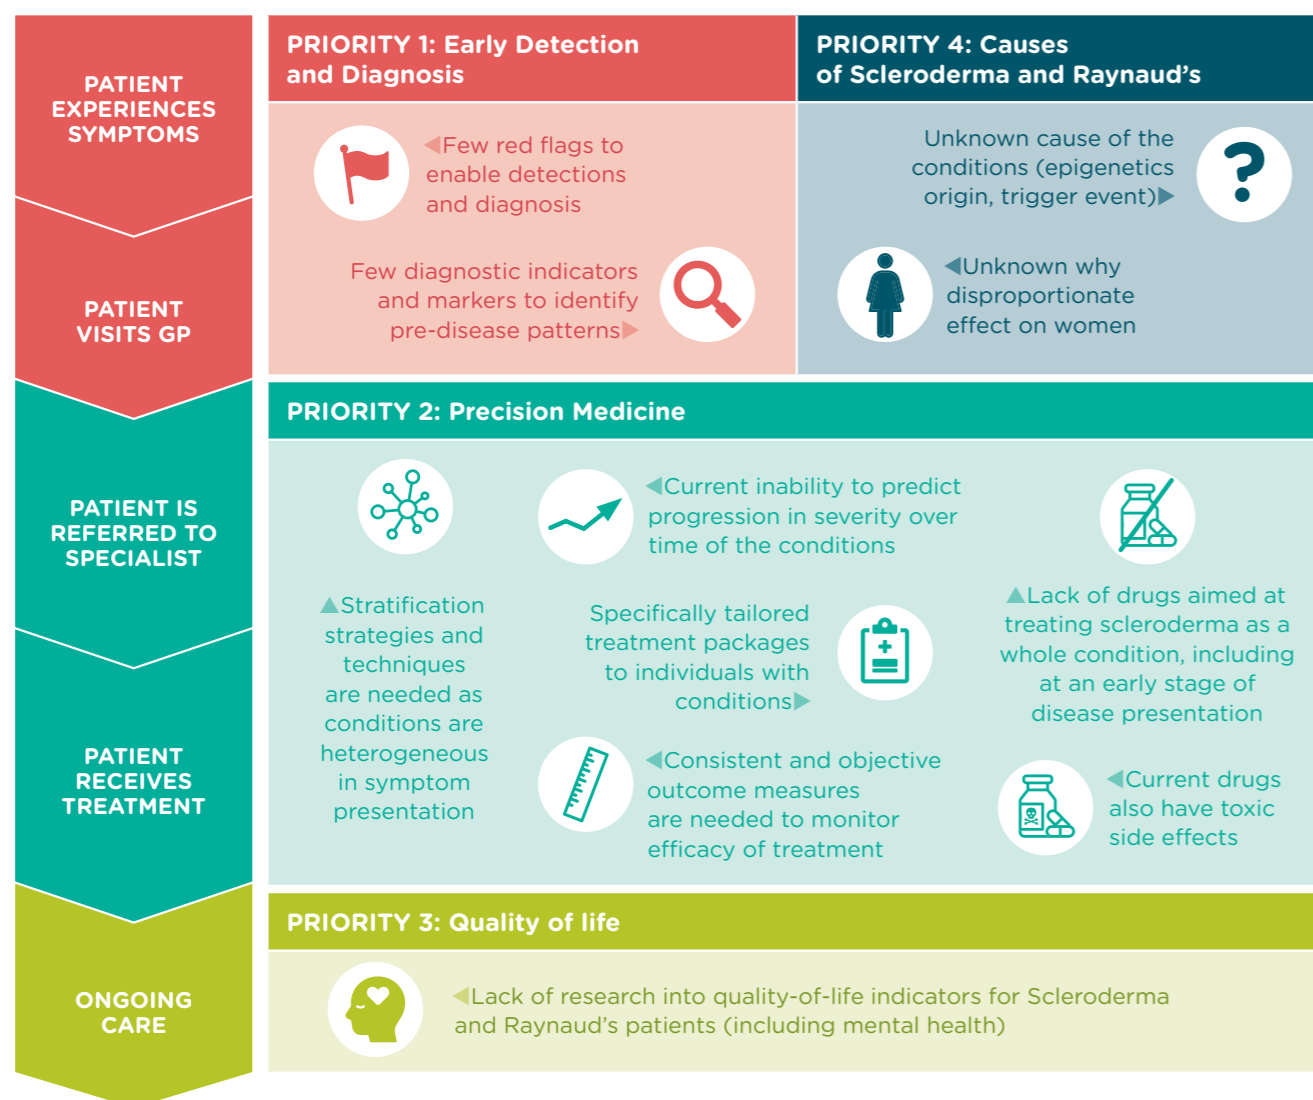 PATIENT
EXPERIENCES
SYMPTOMS
PATIENT
VISITS GP
PATIENT IS
REFERRED TO
SPECIALIST
PATIENT
RECEIVES
TREATMENT
ONGOING
CARE
PRIORITY 1: Early Detection
and Diagnosis
◀Few red flags to
enable detections
and diagnosis
Few diagnostic indicators
and markers to identify
pre-disease patterns▶
PRIORITY 4: Causes
of Scleroderma and Raynaud’s
Unknown cause of the
conditions (epigenetics
origin, trigger event)▶
?
◀Unknown why
disproportionate
effect on women
PRIORITY 2: Precision Medicine
▲Stratification
strategies and
techniques
are needed as
conditions are
heterogeneous
in symptom
presentation
◀Current inability to predict
progression in severity over
time of the conditions
Specifically tailored
treatment packages
to individuals with
conditions▶
◀Consistent and objective
outcome measures
are needed to monitor
efficacy of treatment
▲Lack of drugs aimed at
treating scleroderma as a
whole condition, including
at an early stage of
disease presentation
◀Current drugs
also have toxic
side effects
PRIORITY 3: Quality of life
◀Lack of research into quality-of-life indicators for Scleroderma
and Raynaud’s patients (including mental health)